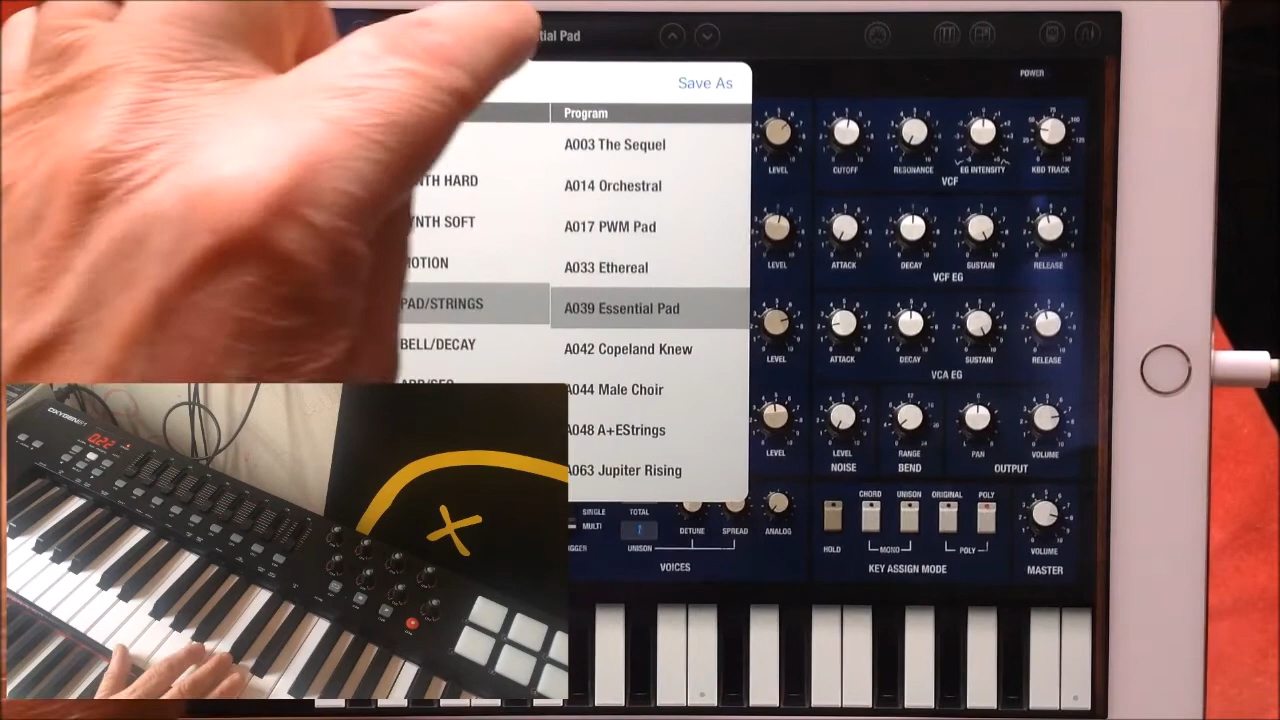 tial Pad
Save As
POWER
Program
A003 The Sequel
NTH HARD
A014 Orchestral
YNTH SOFT
A017 PWM Pad
MOTION
A033 Ethereal
PAD/STRINGS
A039 Essential Pad
BELL/DECAY
A042 Copeland Knew
A044 Male Choir
A048 A+EStrings
A063 Jupiter Rising
LEVEL
CUTOFF
RESONANCE
EG INTENSITY
KBD TRACK
VCF
LEVEL
ATTACK
DECAY
SUSTAIN
RELEASE
VCF EG
LEVEL
ATTACK
DECAY
SUSTAIN
RELEASE
VCA EG
LEVEL
LEVEL
RANGE
PAN
VOLUME
NOISE
BEND
OUTPUT
SINGLE
MULTI
TOTAL
UNISON
DETUNE
SPREAD
ANALOG
VOICES
CHORD
UNISON
ORIGINAL
POLY
HOLD
MONO
POLY
KEY ASSIGN MODE
VOLUME
MASTER
022